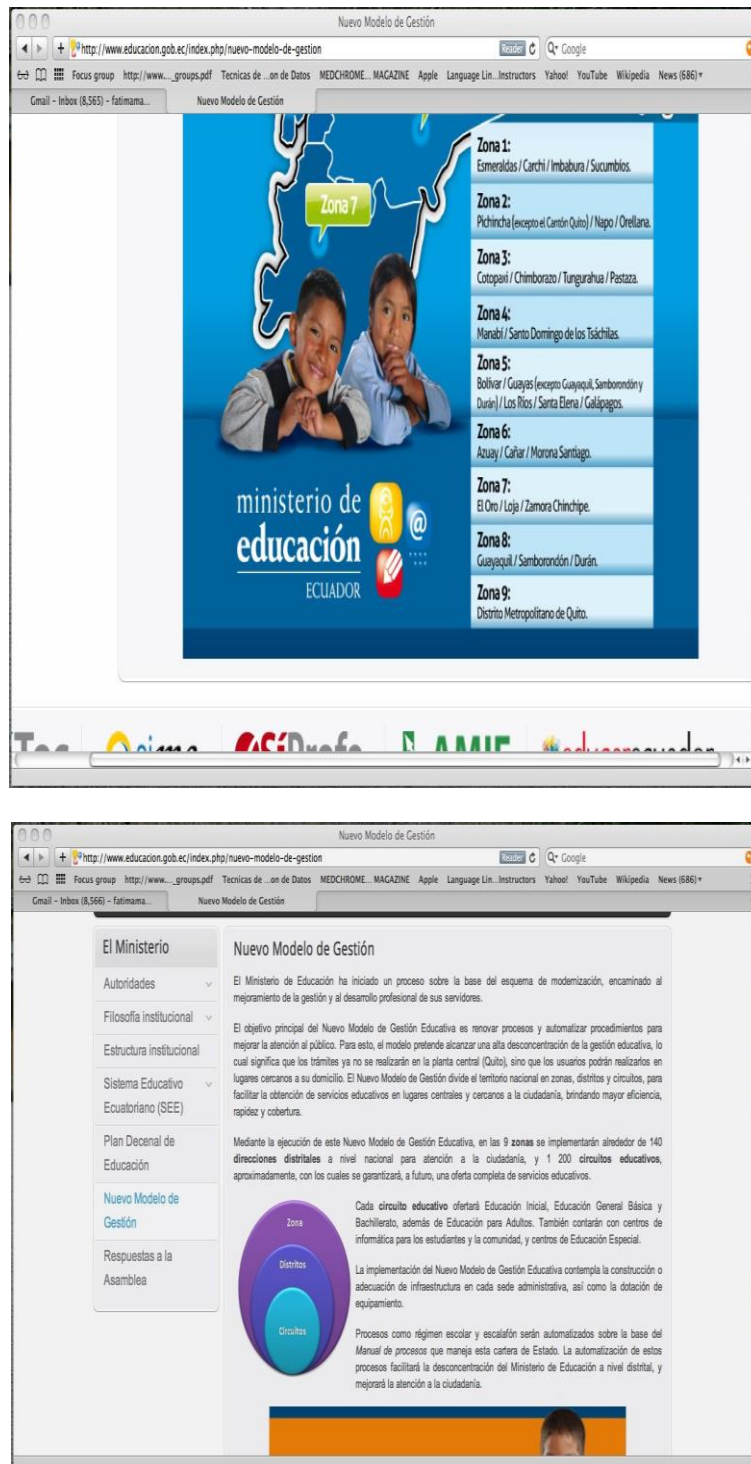 Nuevo Modelo de Gestión
http://www.educacion.gob.ec/index.php/nuevo-modelo-de-gestion
Reader
Google
Focus group http://www...._groups.pdf Tecnicas de ...on de Datos MEDCHROME... MAGAZINE Apple Language Lin...Instructors Yahoo! YouTube Wikipedia News (686)
Gmail - Inbox (8,565) - fatimama...
Nuevo Modelo de Gestión
Zona 7
Zona 1:
Esmeraldas / Carchi / Imbabura / Sucumbíos.
Zona 2:
Pichincha (excepto el Cantón Quito) / Napo / Orellana.
Zona 3:
Cotopaxi / Chimborazo / Tungurahua / Pastaza.
Zona 4:
Manabí / Santo Domingo de los Tsáchilas.
Zona 5:
Bolívar / Guayas (excepto Guayaquil, Samborondón y
Durán) / Los Ríos / Santa Elena / Galápagos.
Zona 6:
Azuay / Cañar / Morona Santiago.
Zona 7:
El Oro / Loja / Zamora Chinchipe.
Zona 8:
Guayaquil / Samborondón / Durán.
Zona 9:
Distrito Metropolitano de Quito.
ministerio de
educación
ECUADOR
Nuevo Modelo de Gestión
http://www.educacion.gob.ec/index.php/nuevo-modelo-de-gestion
Reader
Google
Focus group http://www...._groups.pdf Tecnicas de ...on de Datos MEDCHROME... MAGAZINE Apple Language Lin...Instructors Yahoo! YouTube Wikipedia News (686)
Gmail - Inbox (8,566) - fatimama...
Nuevo Modelo de Gestión
El Ministerio
Autoridades
Filosofía institucional
Estructura institucional
Sistema Educativo
Ecuatoriano (SEE)
Plan Decenal de
Educación
Nuevo Modelo de
Gestión
Respuestas a la
Asamblea
Nuevo Modelo de Gestión
El Ministerio de Educación ha iniciado un proceso sobre la base del esquema de modernización, encaminado al
mejoramiento de la gestión y al desarrollo profesional de sus servidores.
El objetivo principal del Nuevo Modelo de Gestión Educativa es renovar procesos y automatizar procedimientos para
mejorar la atención al público. Para esto, el modelo pretende alcanzar una alta desconcentración de la gestión educativa, lo
cual significa que los trámites ya no se realizarán en la planta central (Quito), sino que los usuarios podrán realizarlos en
lugares cercanos a su domicilio. El Nuevo Modelo de Gestión divide el territorio nacional en zonas, distritos y circuitos, para
facilitar la obtención de servicios educativos en lugares centrales y cercanos a la ciudadanía, brindando mayor eficiencia,
rapidez y cobertura.
Mediante la ejecución de este Nuevo Modelo de Gestión Educativa, en las 9 zonas se implementarán alrededor de 140
direcciones distritales a nivel nacional para atención a la ciudadanía, y 1 200 circuitos educativos,
aproximadamente, con los cuales se garantizará, a futuro, una oferta completa de servicios educativos.
Zona
Distritos
Circuitos
Cada circuito educativo ofertará Educación Inicial, Educación General Básica y
Bachillerato, además de Educación para Adultos. También contarán con centros de
informática para los estudiantes y la comunidad, y centros de Educación Especial.
La implementación del Nuevo Modelo de Gestión Educativa contempla la construcción o
adecuación de infraestructura en cada sede administrativa, así como la dotación de
equipamiento.
Procesos como régimen escolar y escalafón serán automatizados sobre la base del
Manual de procesos que maneja esta cartera de Estado. La automatización de estos
procesos facilitará la desconcentración del Ministerio de Educación a nivel distrital, y
mejorará la atención a la ciudadanía.